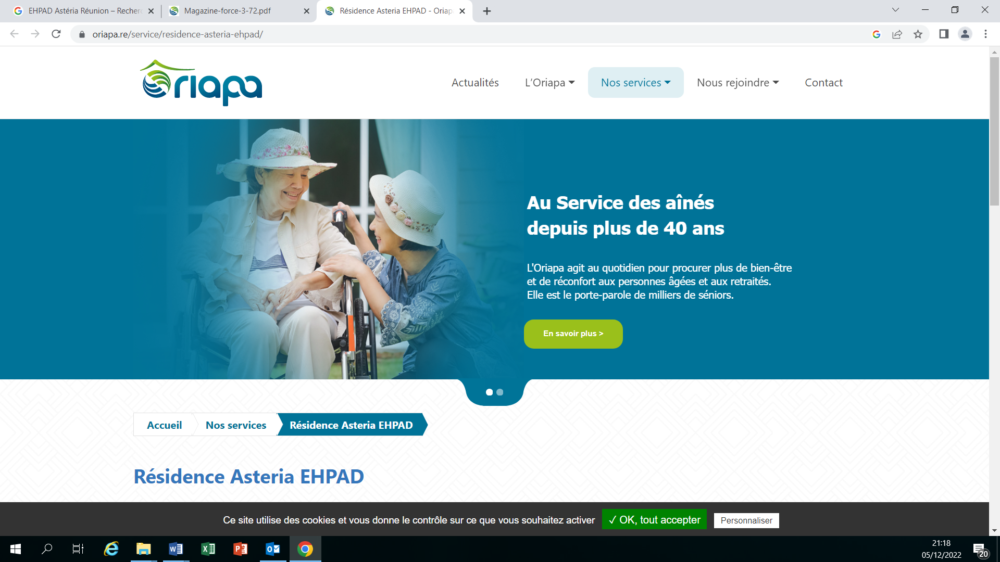 EHPAD Astéria Réunion – Recher
Magazine-force-3-72.pdf
Résidence Asteria EHPAD - Oriap
oriapa.re/service/residence-asteria-ehpad/
Oriapa
Actualités
L'Oriapa
Nos services
Nous rejoindre
Contact
Au Service des aînés
depuis plus de 40 ans
L'Oriapa agit au quotidien pour procurer plus de bien-être
et de réconfort aux personnes âgées et aux retraités.
Elle est le porte-parole de milliers de séniors.
En savoir plus >
Accueil
Nos services
Résidence Asteria EHPAD
Résidence Asteria EHPAD
Ce site utilise des cookies et vous donne le contrôle sur ce que vous souhaitez activer
✓ OK, tout accepter
Personnaliser
21:18
05/12/2022
20